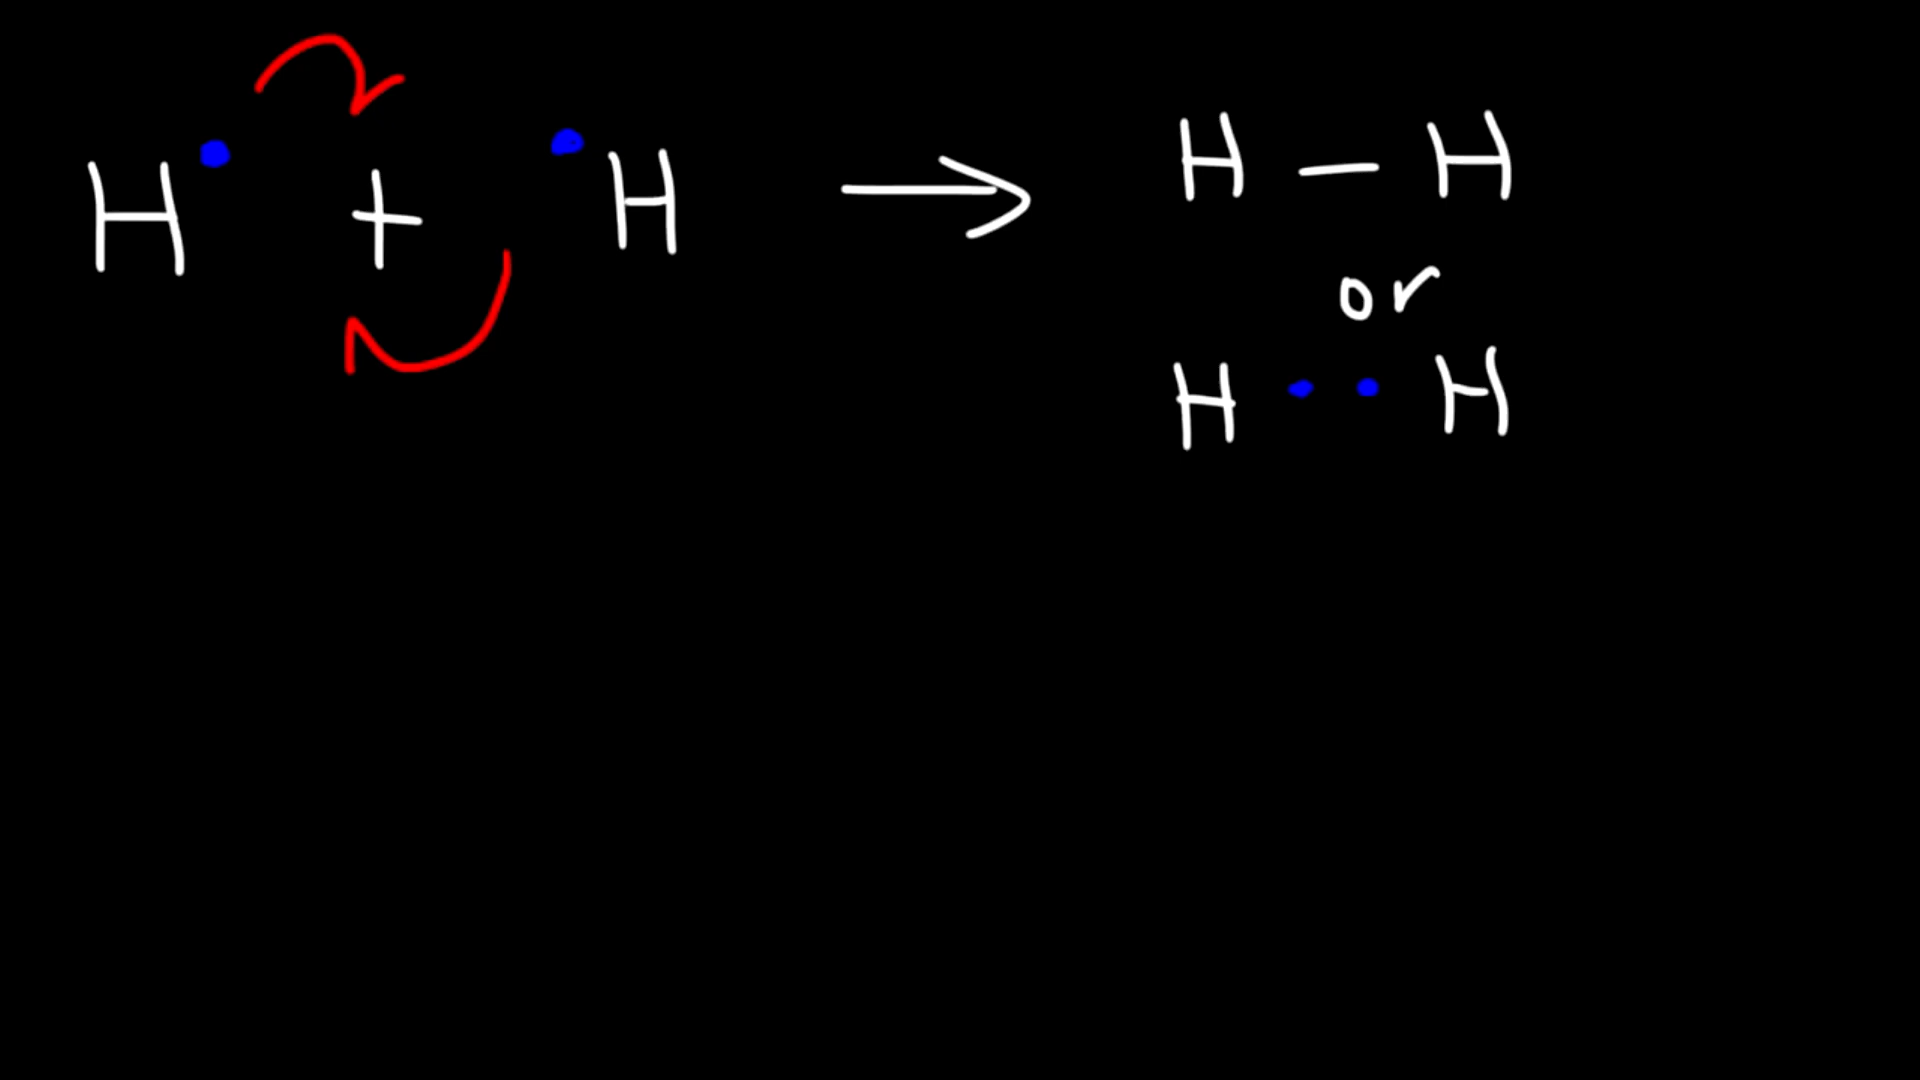 H· + ·H → H - H
or
H · · H